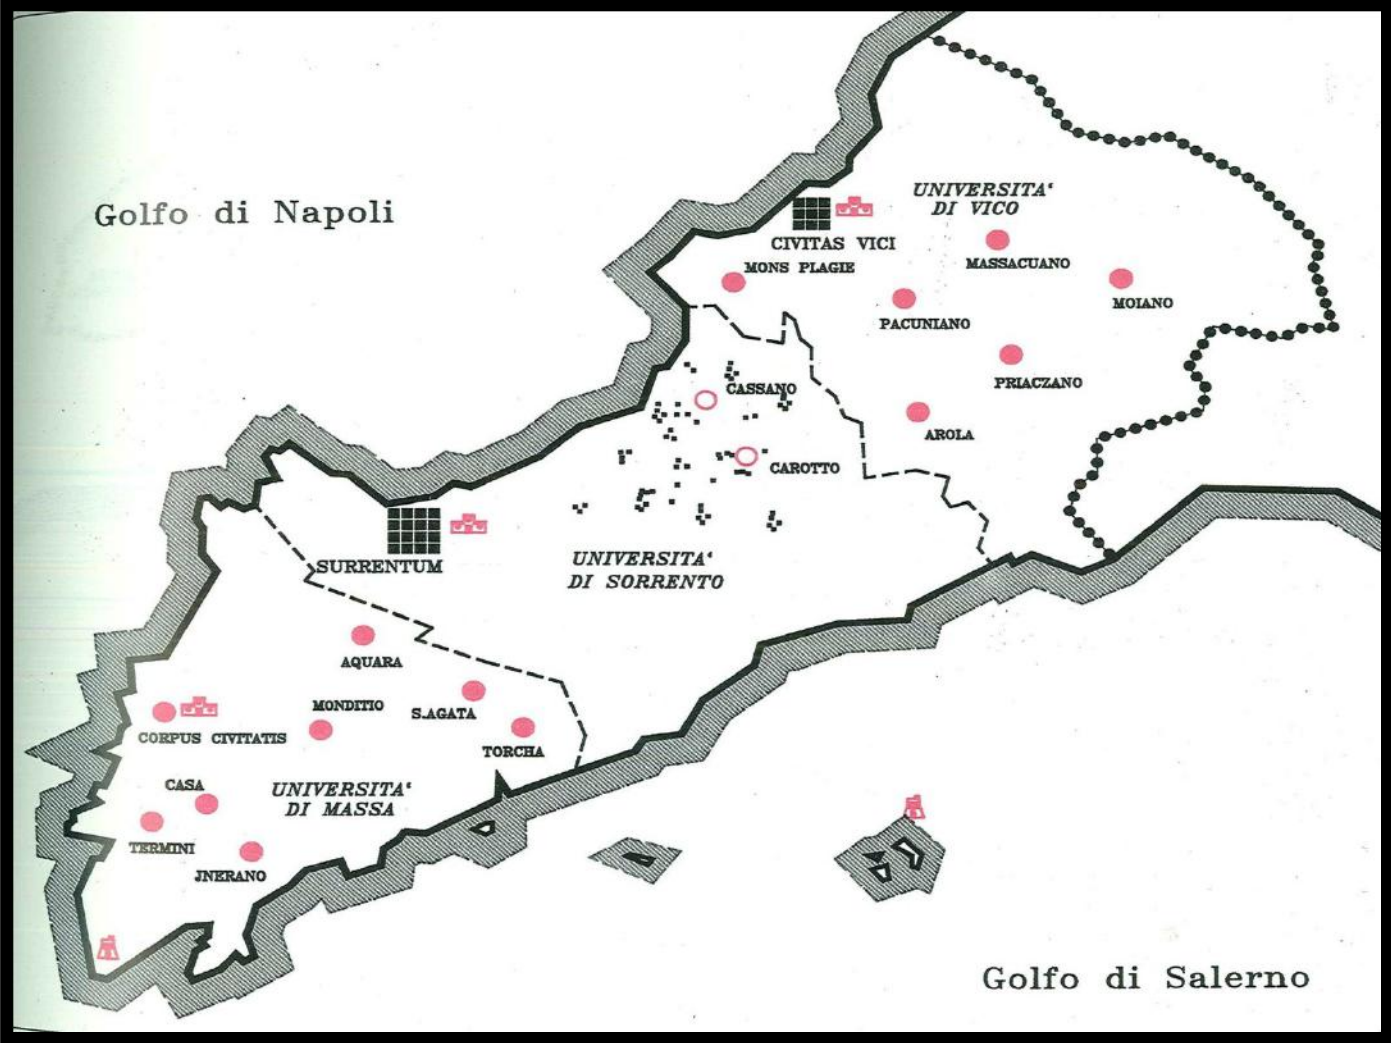 Golfo di Napoli
UNIVERSITA'
DI VICO
CIVITAS VICI
MASSACUANO
MONS PLAGIE
MOIANO
PACUNIANO
PRIACZANO
CASSANO
AROLA
CAROTTO
UNIVERSITA'
DI SORRENTO
SURRENTUM
AQUARA
MONDITIO
S.AGATA
CORPUS CIVITATIS
TORCHA
CASA
UNIVERSITA'
DI MASSA
TERMINI
JNERANO
Golfo di Salerno